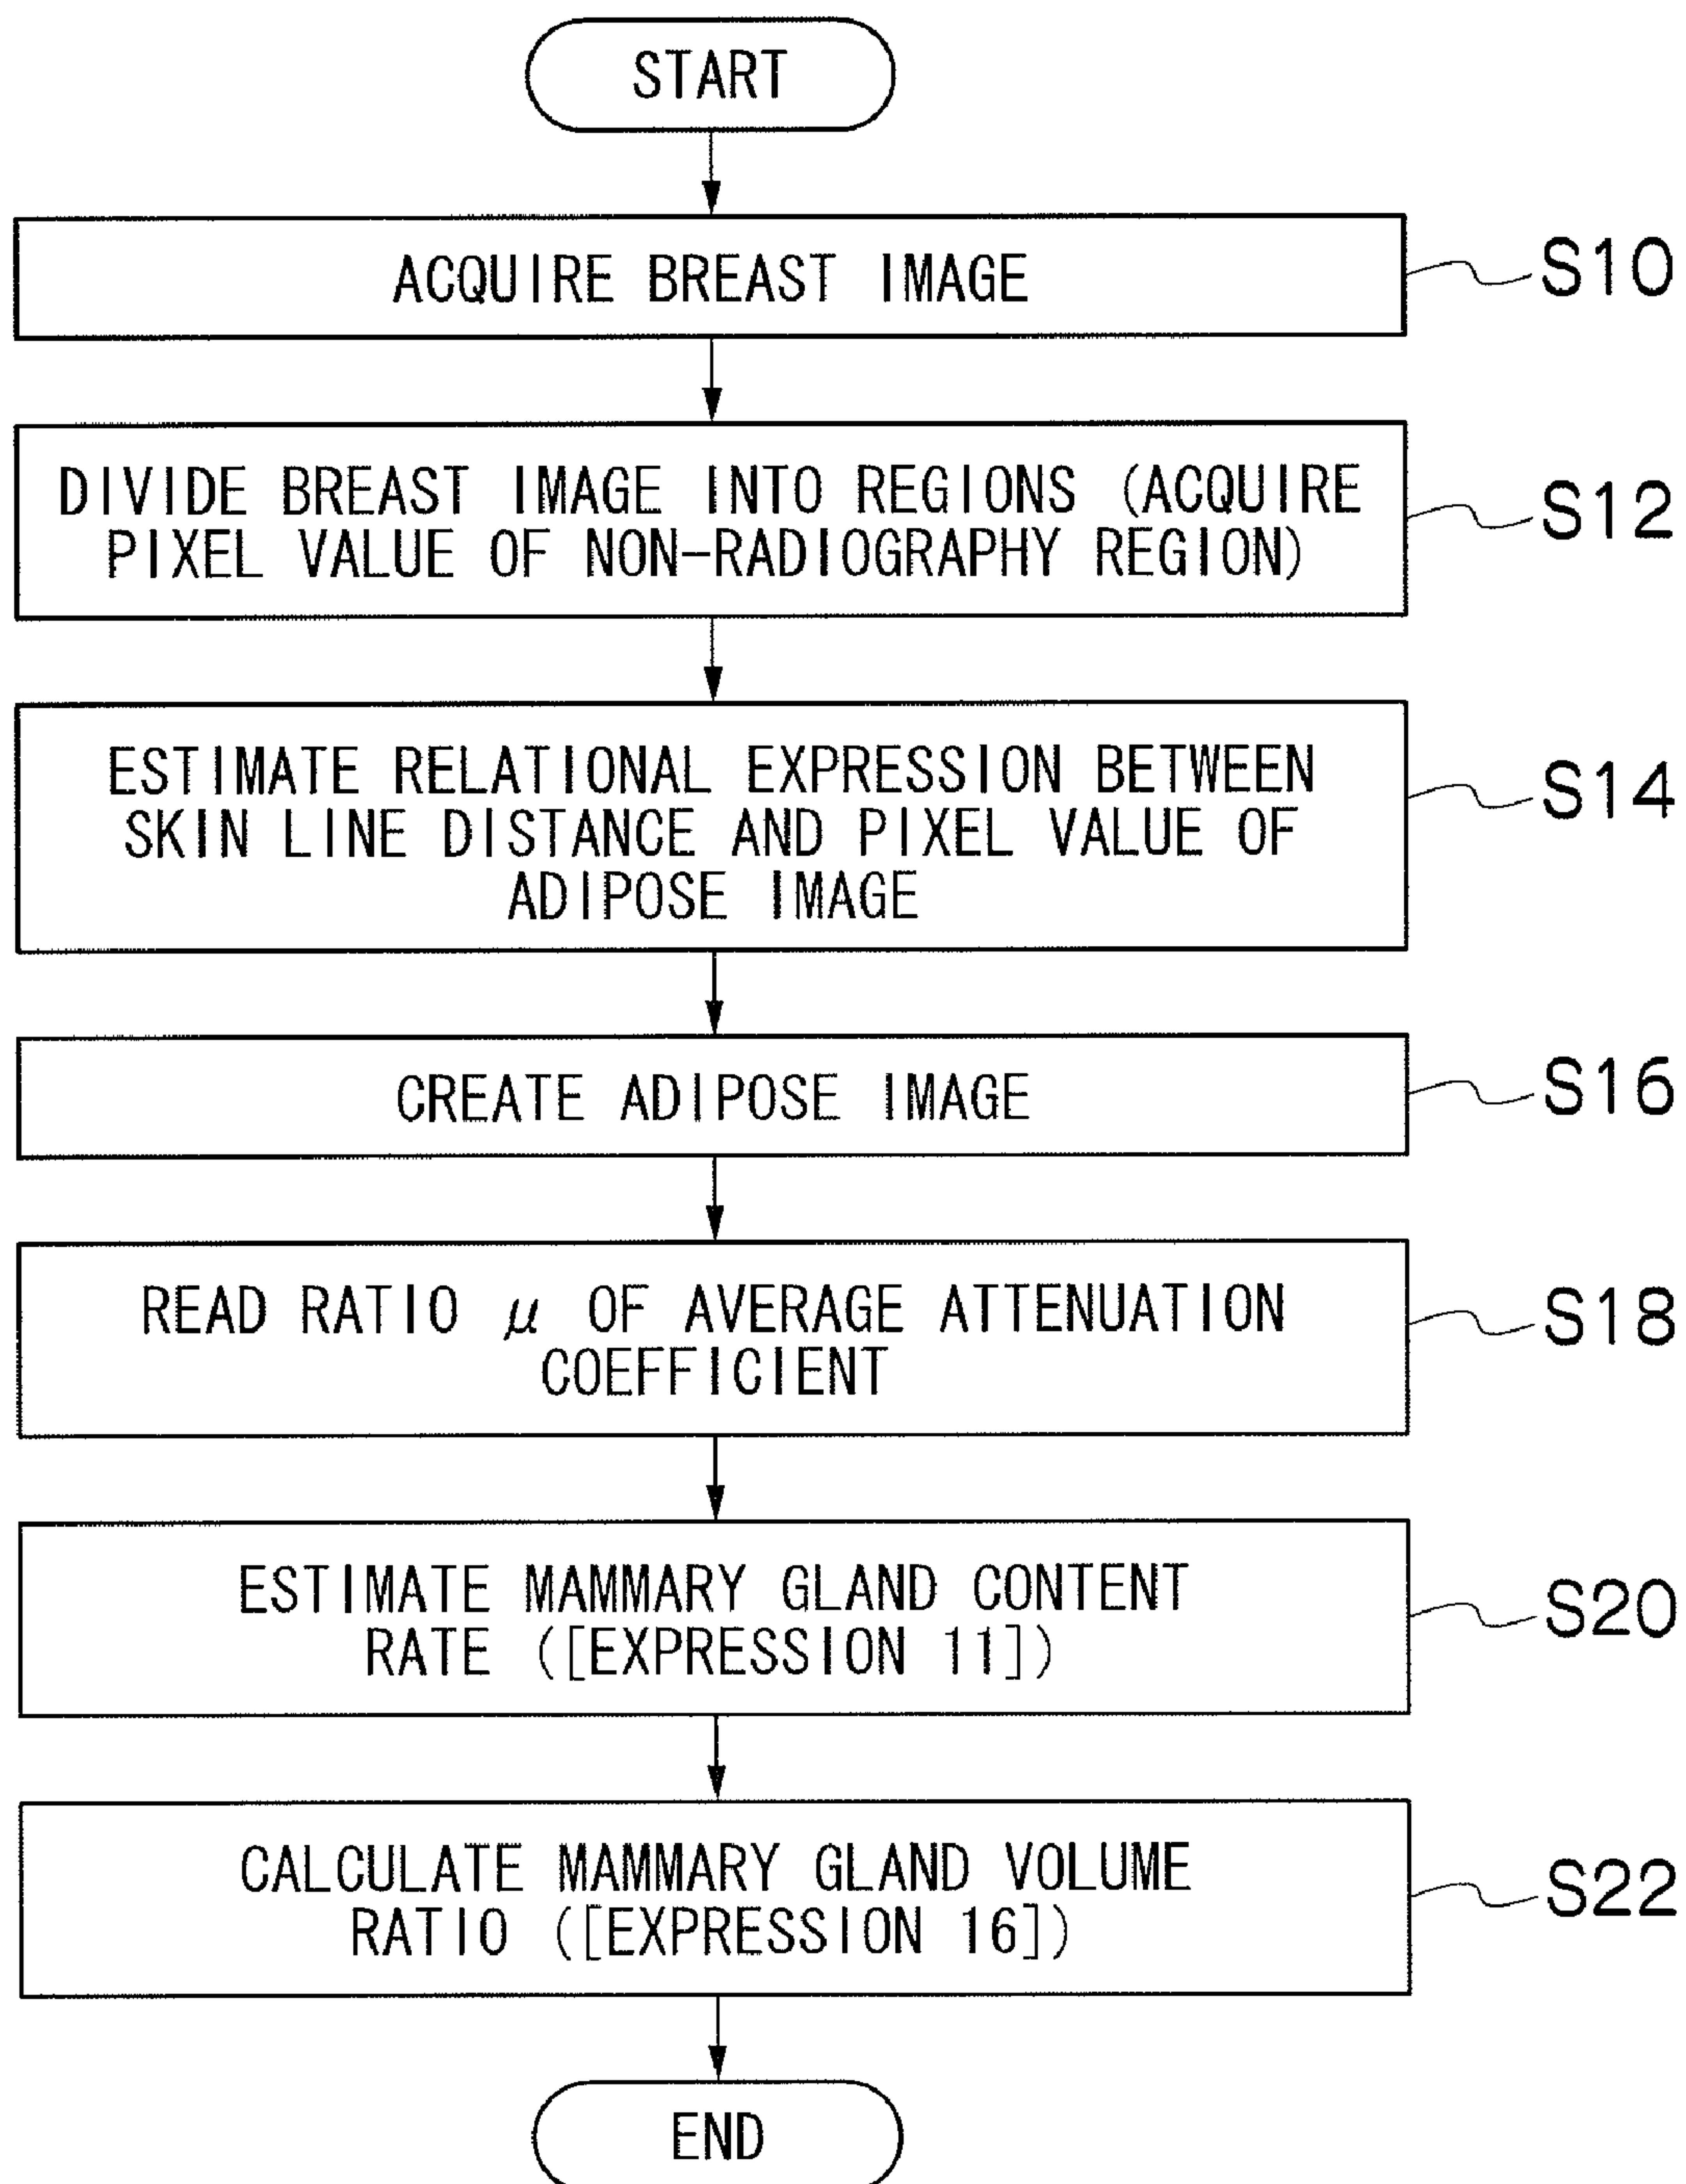 START
ACQUIRE BREAST IMAGE
S10
DIVIDE BREAST IMAGE INTO REGIONS (ACQUIRE
PIXEL VALUE OF NON-RADIOGRAPHY REGION)
S12
ESTIMATE RELATIONAL EXPRESSION BETWEEN
SKIN LINE DISTANCE AND PIXEL VALUE OF
ADIPOSE IMAGE
S14
CREATE ADIPOSE IMAGE
S16
READ RATIO μ OF AVERAGE ATTENUATION
COEFFICIENT
S18
ESTIMATE MAMMARY GLAND CONTENT
RATE ([EXPRESSION 11])
S20
CALCULATE MAMMARY GLAND VOLUME
RATIO ([EXPRESSION 16])
S22
END